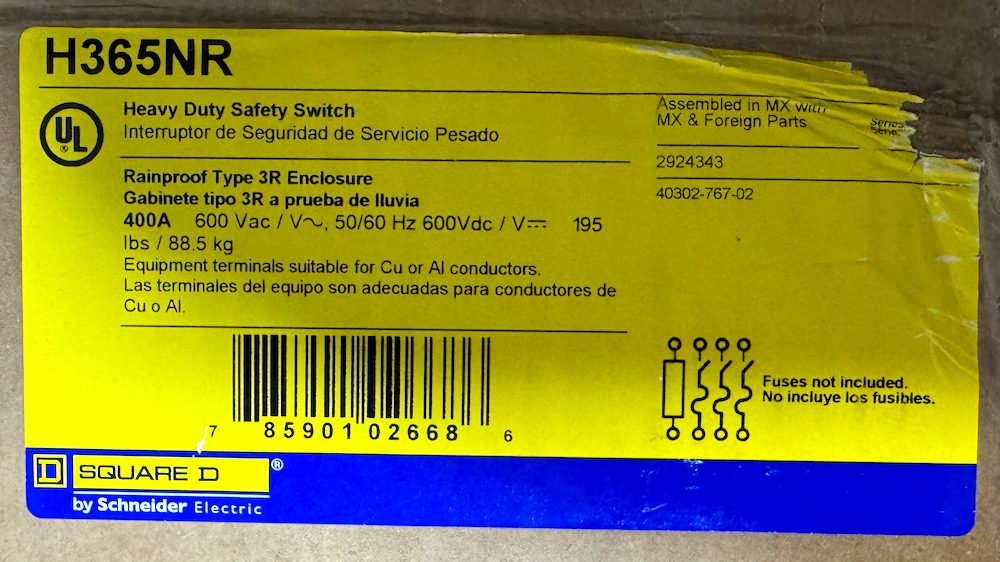 H365NR
UL
®
Heavy Duty Safety Switch
Interruptor de Seguridad de Servicio Pesado
Rainproof Type 3R Enclosure
Gabinete tipo 3R a prueba de lluvia
400A 600 Vac / V~, 50/60 Hz 600Vdc / V⎓ 195
lbs / 88.5 kg
Equipment terminals suitable for Cu or Al conductors.
Las terminales del equipo son adecuadas para conductores de
Cu o Al.
7 85901 02668 6
Assembled in MX with
MX & Foreign Parts
Series
Serie
2924343
40302-767-02
Fuses not included.
No incluye los fusibles.
D SQUARE D ®
by Schneider Electric